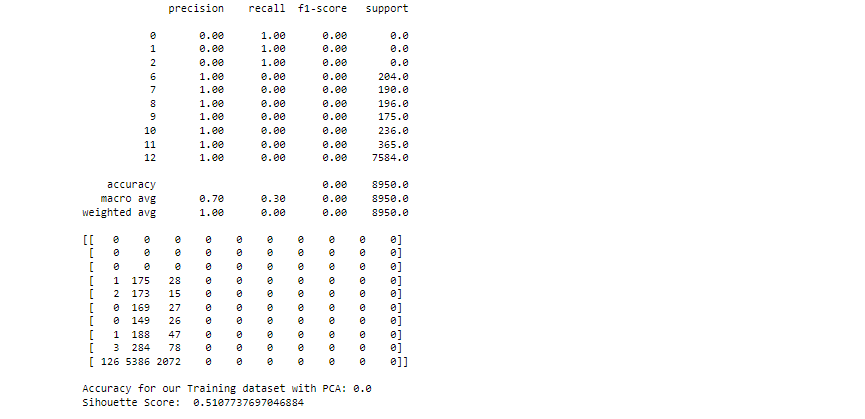 precision recall f1-score support
0 0.00 1.00 0.00 0.0
1 0.00 1.00 0.00 0.0
2 0.00 1.00 0.00 0.0
6 1.00 0.00 0.00 204.0
7 1.00 0.00 0.00 190.0
8 1.00 0.00 0.00 196.0
9 1.00 0.00 0.00 175.0
10 1.00 0.00 0.00 236.0
11 1.00 0.00 0.00 365.0
12 1.00 0.00 0.00 7584.0
accuracy 0.00 8950.0
macro avg 0.70 0.30 0.00 8950.0
weighted avg 1.00 0.00 0.00 8950.0
[[ 0 0 0 0 0 0 0 0 0 0]
[ 0 0 0 0 0 0 0 0 0 0]
[ 0 0 0 0 0 0 0 0 0 0]
[ 1 175 28 0 0 0 0 0 0 0]
[ 2 173 15 0 0 0 0 0 0 0]
[ 0 169 27 0 0 0 0 0 0 0]
[ 0 149 26 0 0 0 0 0 0 0]
[ 1 188 47 0 0 0 0 0 0 0]
[ 3 284 78 0 0 0 0 0 0 0]
[ 126 5386 2072 0 0 0 0 0 0 0]]
Accuracy for our Training dataset with PCA: 0.0
Sihouette Score: 0.5107737697046884